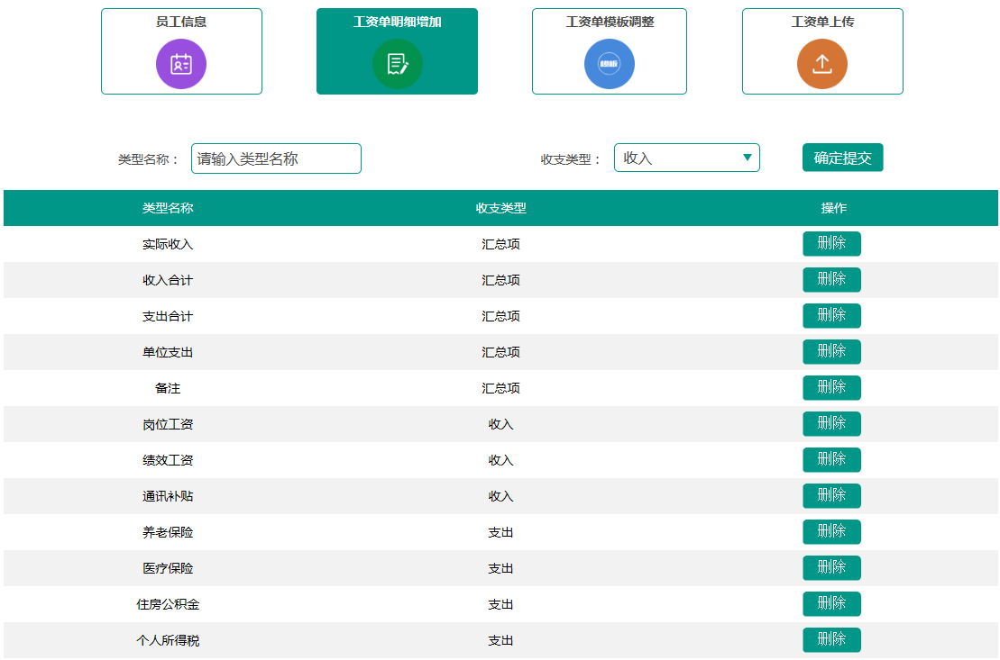 员工信息 工资单明细增加 工资单模板调整 工资单上传
模板
类型名称： 请输入类型名称 收支类型： 收入 确定提交
类型名称 收支类型 操作
实际收入 汇总项 删除
收入合计 汇总项 删除
支出合计 汇总项 删除
单位支出 汇总项 删除
备注 汇总项 删除
岗位工资 收入 删除
绩效工资 收入 删除
通讯补贴 收入 删除
养老保险 支出 删除
医疗保险 支出 删除
住房公积金 支出 删除
个人所得税 支出 删除